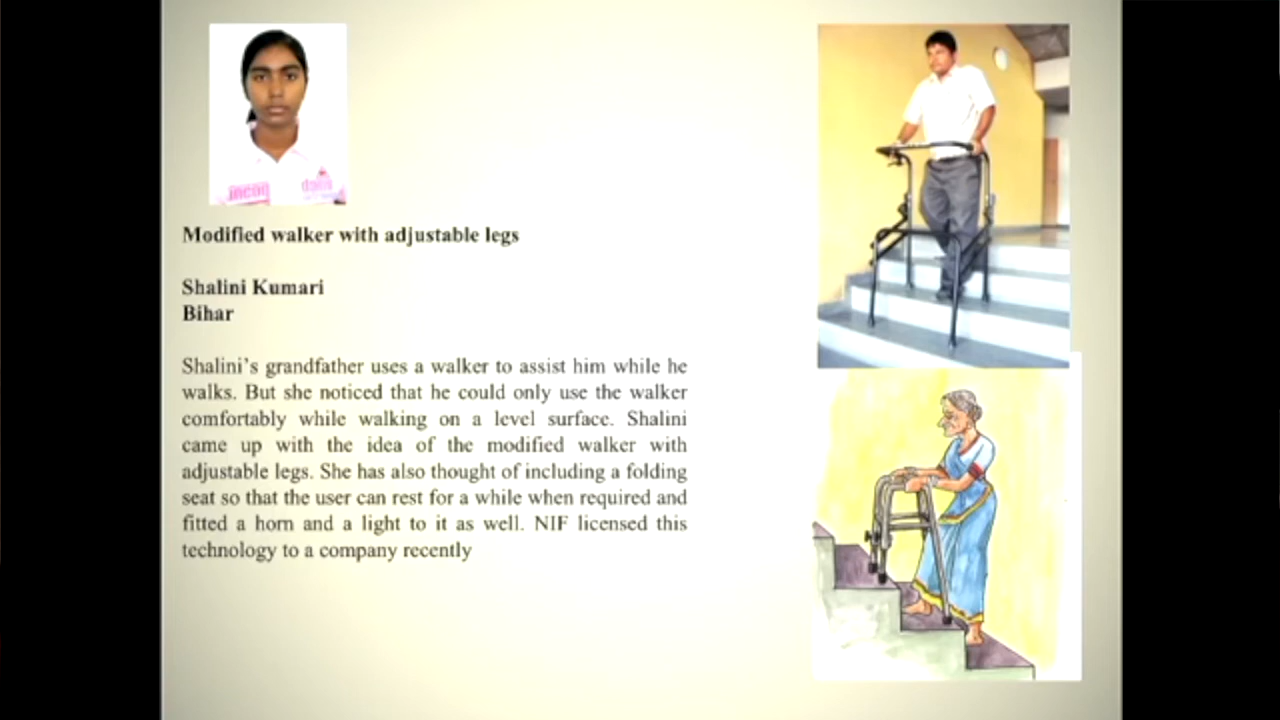 Modified walker with adjustable legs
Shalini Kumari
Bihar
Shalini's grandfather uses a walker to assist him while he
walks. But she noticed that he could only use the walker
comfortably while walking on a level surface. Shalini
came up with the idea of the modified walker with
adjustable legs. She has also thought of including a folding
seat so that the user can rest for a while when required and
fitted a horn and a light to it as well. NIF licensed this
technology to a company recently